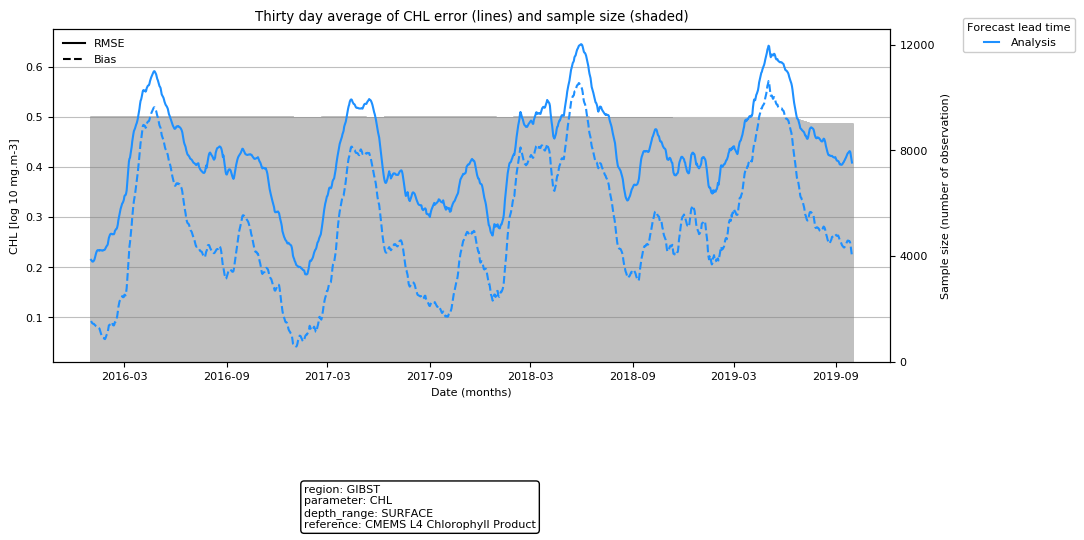 Thirty day average of CHL error (lines) and sample size (shaded)
RMSE
Bias
Forecast lead time
Analysis
CHL [log 10 mg.m-3]
0.6
0.5
0.4
0.3
0.2
0.1
12000
8000
4000
0
Sample size (number of observation)
2016-03
2016-09
2017-03
2017-09
2018-03
2018-09
2019-03
2019-09
Date (months)
region: GIBST
parameter: CHL
depth_range: SURFACE
reference: CMEMS L4 Chlorophyll Product